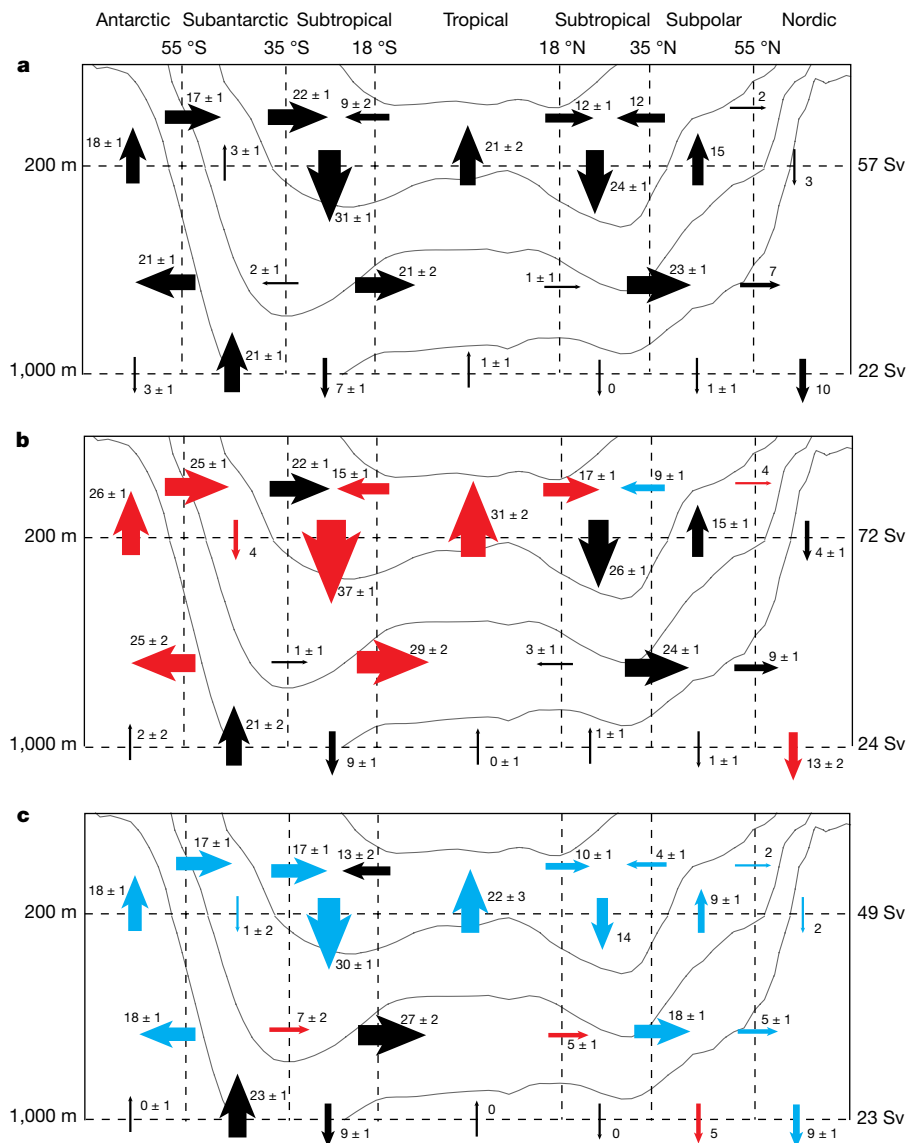 Antarctic Subantarctic Subtropical Tropical Subtropical Subpolar Nordic
55 °S 35 °S 18 °S 18 °N 35 °N 55 °N
a
17 ± 1 22 ± 1 9 ± 2 12 ± 1 12 2
18 ± 1 3 ± 1 21 ± 2 15
200 m 57 Sv
31 ± 1 24 ± 1 3
21 ± 1 2 ± 1 21 ± 2 1 ± 1 23 ± 1 7
21 ± 1 1 ± 1
1,000 m 22 Sv
3 ± 1 7 ± 1 0 1 ± 1 10
b
25 ± 1 22 ± 1 15 ± 1 17 ± 1 9 ± 1 4
26 ± 1 4 31 ± 2 15 ± 1
200 m 72 Sv
37 ± 1 26 ± 1 4 ± 1
25 ± 2 1 ± 1 29 ± 2 3 ± 1 24 ± 1 9 ± 1
2 ± 2 21 ± 2 1 ± 1
1,000 m 24 Sv
9 ± 1 0 ± 1 1 ± 1 13 ± 2
c
17 ± 1 17 ± 1 13 ± 2 10 ± 1 4 ± 1 2
18 ± 1 22 ± 3 9 ± 1
200 m 49 Sv
1 ± 2 30 ± 1 14 2
18 ± 1 7 ± 2 27 ± 2 5 ± 1 18 ± 1 5 ± 1
0 ± 1 23 ± 1 0
1,000 m 23 Sv
9 ± 1 0 5 9 ± 1